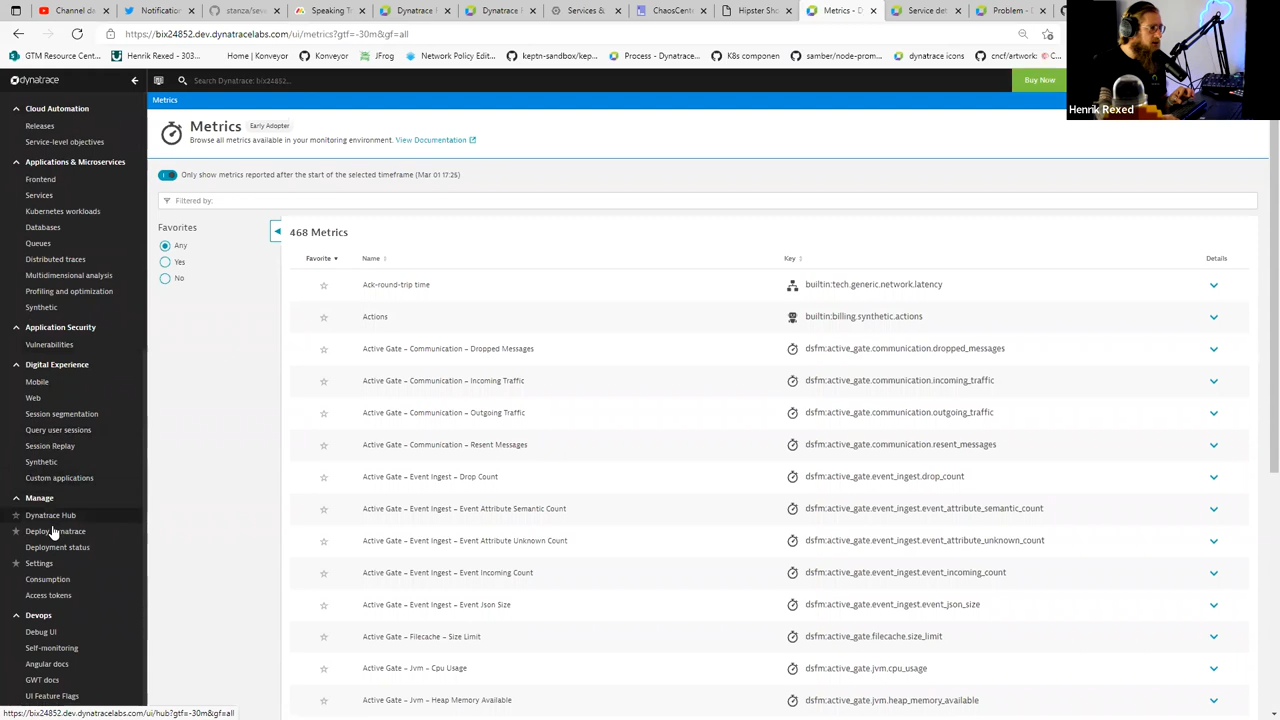 Notification
stanza/seve
Speaking Tr
Dynatrace
Dynatrace
Services &
ChaosCente
ster Sho
Metrics - D
Service det
Problem - D
https://bix24852.dev.dynatracelabs.com/ui/metrics?gtf=-30m&gf=all
GTM Resource Center
Henrik Rexed - 303...
Home | Konveyor
Konveyor
JFrog
Network Policy Edit...
keptn-sandbox/kep...
Process - Dynatrac...
K8s componen
samber/node-prom...
dynatrace icons
cncf/artwork:
Henrik Rexed
dynatrace
Search Dynatrace: bix24852...
Buy Now
Cloud Automation
Releases
Service-level objectives
Applications & Microservices
Frontend
Services
Kubernetes workloads
Databases
Queues
Distributed traces
Multidimensional analysis
Profiling and optimization
Synthetic
Application Security
Vulnerabilities
Digital Experience
Mobile
Web
Session segmentation
Query user sessions
Session Replay
Synthetic
Custom applications
Manage
Dynatrace Hub
Deploy Dynatrace
Deployment status
Settings
Consumption
Access tokens
Devops
Debug UI
Self-monitoring
Angular docs
GWT docs
UI Feature Flags
https://bix24852.dev.dynatracelabs.com/ui/hub?gtf=-30m&gf=all
Metrics
Metrics Early Adopter
Browse all metrics available in your monitoring environment. View Documentation
Only show metrics reported after the start of the selected timeframe (Mar 01 17:25)
Filtered by:
Favorites
Any
Yes
No
468 Metrics
Favorite Name Key Details
Ack-round-trip time builtin:tech.generic.network.latency
Actions builtin:billing.synthetic.actions
Active Gate – Communication – Dropped Messages dsfm:active_gate.communication.dropped_messages
Active Gate – Communication – Incoming Traffic dsfm:active_gate.communication.incoming_traffic
Active Gate – Communication – Outgoing Traffic dsfm:active_gate.communication.outgoing_traffic
Active Gate – Communication – Resent Messages dsfm:active_gate.communication.resent_messages
Active Gate – Event Ingest – Drop Count dsfm:active_gate.event_ingest.drop_count
Active Gate – Event Ingest – Event Attribute Semantic Count dsfm:active_gate.event_ingest.event_attribute_semantic_count
Active Gate – Event Ingest – Event Attribute Unknown Count dsfm:active_gate.event_ingest.event_attribute_unknown_count
Active Gate – Event Ingest – Event Incoming Count dsfm:active_gate.event_ingest.event_incoming_count
Active Gate – Event Ingest – Event Json Size dsfm:active_gate.event_ingest.event_json_size
Active Gate – Filecache – Size Limit dsfm:active_gate.filecache.size_limit
Active Gate – Jvm – Cpu Usage dsfm:active_gate.jvm.cpu_usage
Active Gate – Jvm – Heap Memory Available dsfm:active_gate.jvm.heap_memory_available